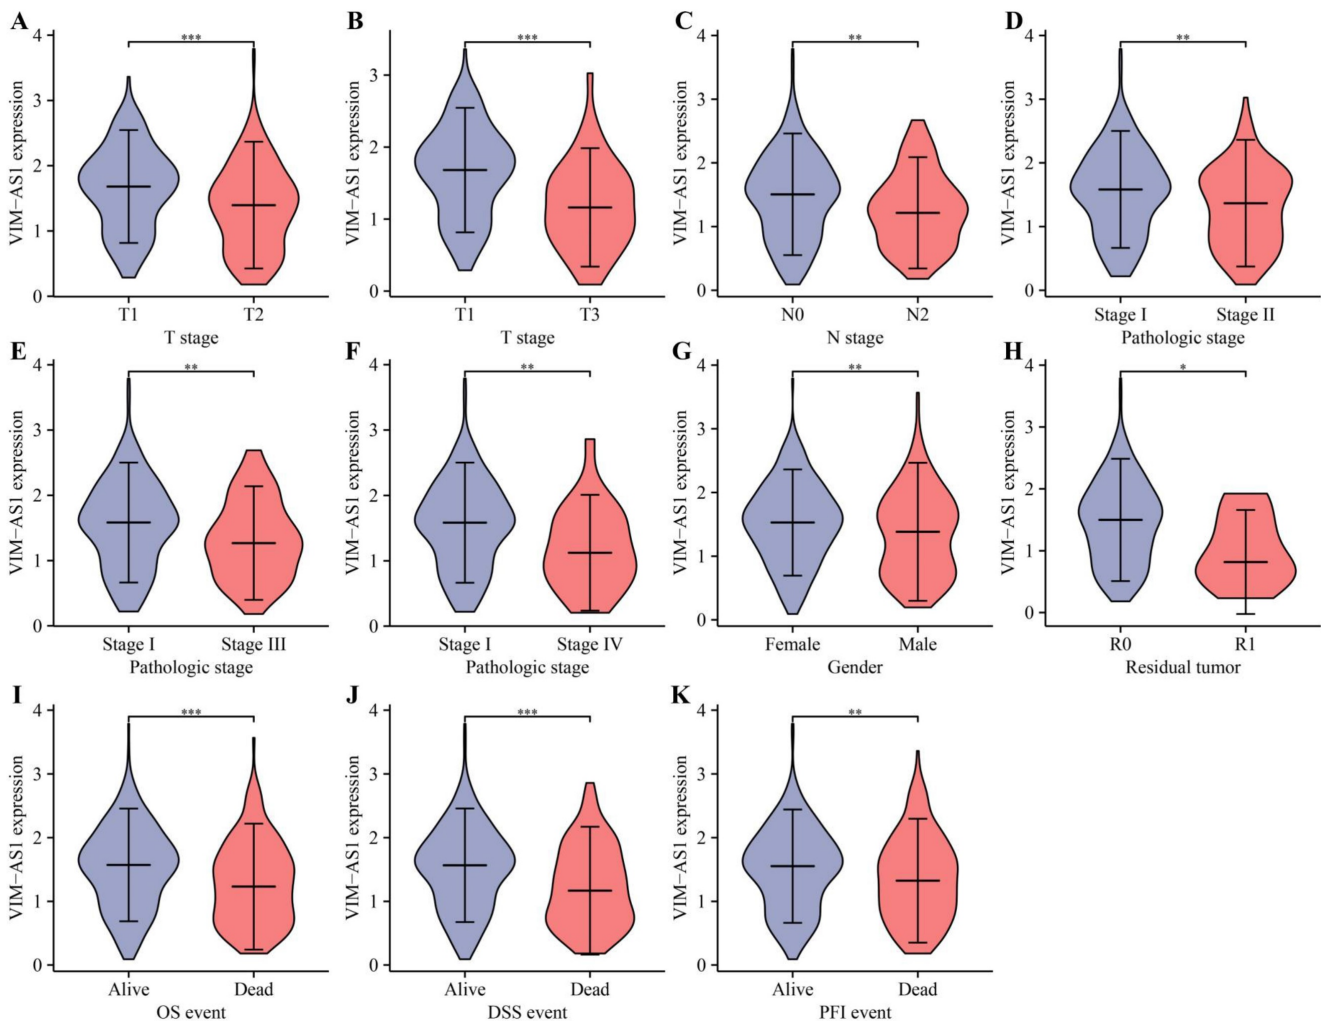 A
VIM−AS1 expression
4
3
2
1
0
***
T1 T2
T stage
B
VIM−AS1 expression
3
2
1
0
***
T1 T3
T stage
C
VIM−AS1 expression
4
3
2
1
0
**
N0 N2
N stage
D
VIM−AS1 expression
4
3
2
1
0
**
Stage I Stage II
Pathologic stage
E
VIM−AS1 expression
4
3
2
1
0
**
Stage I Stage III
Pathologic stage
F
VIM−AS1 expression
4
3
2
1
0
**
Stage I Stage IV
Pathologic stage
G
VIM−AS1 expression
4
3
2
1
0
**
Female Male
Gender
H
VIM−AS1 expression
4
3
2
1
0
*
R0 R1
Residual tumor
I
VIM−AS1 expression
4
3
2
1
0
***
Alive Dead
OS event
J
VIM−AS1 expression
4
3
2
1
0
***
Alive Dead
DSS event
K
VIM−AS1 expression
4
3
2
1
0
**
Alive Dead
PFI event